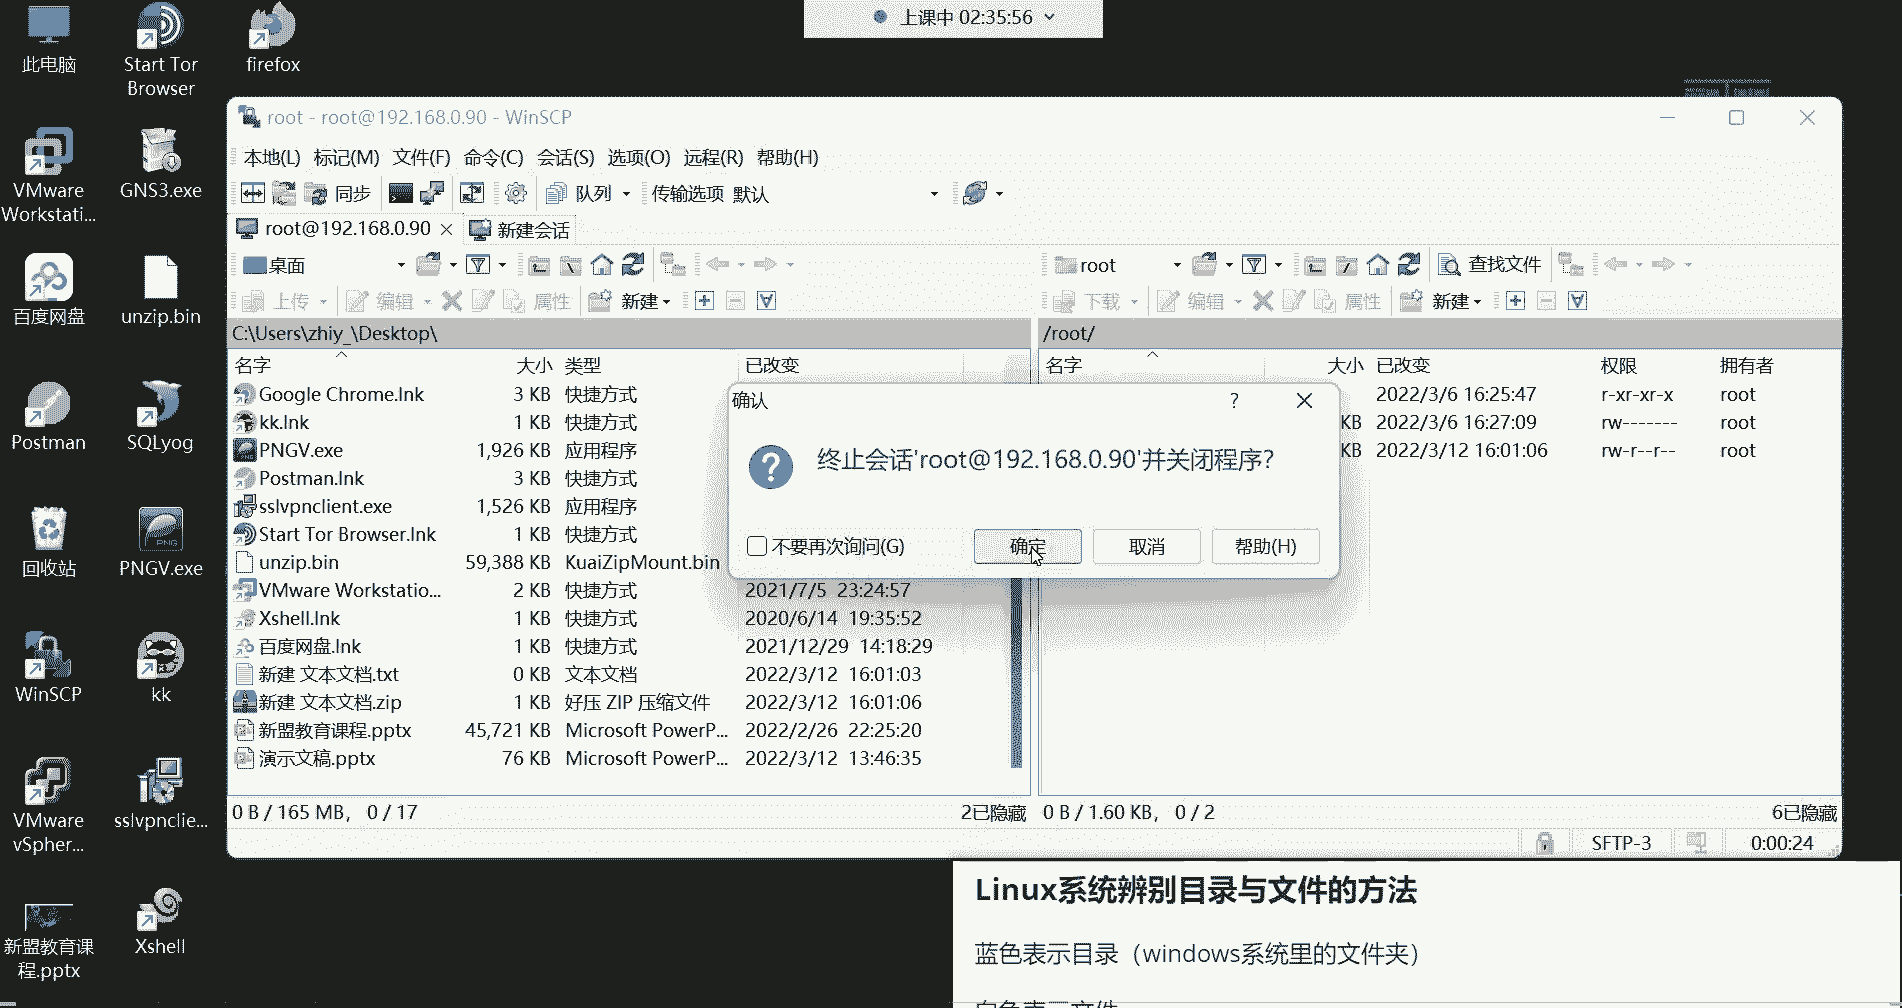 上课中 02:35:56
此电脑
Start Tor
Browser
firefox
VMware
Workstati...
GNS3.exe
百度网盘
unzip.bin
Postman
SQLyog
回收站
PNGV.exe
WinSCP
kk
VMware
vSpher...
sslvpnclie...
新盟教育课
程.pptx
Xshell
root - root@192.168.0.90 - WinSCP
本地(L) 标记(M) 文件(F) 命令(C) 会话(S) 选项(O) 远程(R) 帮助(H)
同步 队列 传输选项 默认
root@192.168.0.90 新建会话
桌面
上传 编辑 属性 新建
C:\Users\zhiy_\Desktop\
名字 大小 类型 已改变
Google Chrome.lnk 3 KB 快捷方式
kk.lnk 1 KB 快捷方式
PNGV.exe 1,926 KB 应用程序
Postman.lnk 3 KB 快捷方式
sslvpnclient.exe 1,526 KB 应用程序
Start Tor Browser.lnk 1 KB 快捷方式
unzip.bin 59,388 KB KuaiZipMount.bin
VMware Workstatio... 2 KB 快捷方式 2021/7/5 23:24:57
Xshell.lnk 1 KB 快捷方式 2020/6/14 19:35:52
百度网盘.lnk 1 KB 快捷方式 2021/12/29 14:18:29
新建 文本文档.txt 0 KB 文本文档 2022/3/12 16:01:03
新建 文本文档.zip 1 KB 好压 ZIP 压缩文件 2022/3/12 16:01:06
新盟教育课程.pptx 45,721 KB Microsoft PowerP... 2022/2/26 22:25:20
演示文稿.pptx 76 KB Microsoft PowerP... 2022/3/12 13:46:35
0 B / 165 MB, 0 / 17 2已隐藏
root 查找文件
下载 编辑 属性 新建
/root/
名字 大小 已改变 权限 拥有者
2022/3/6 16:25:47 r-xr-xr-x root
KB 2022/3/6 16:27:09 rw------- root
KB 2022/3/12 16:01:06 rw-r--r-- root
0 B / 1.60 KB, 0 / 2 6已隐藏
SFTP-3 0:00:24
确认 ?
终止会话'root@192.168.0.90'并关闭程序?
不要再次询问(G) 确定 取消 帮助(H)
Linux系统辨别目录与文件的方法
蓝色表示目录（windows系统里的文件夹）